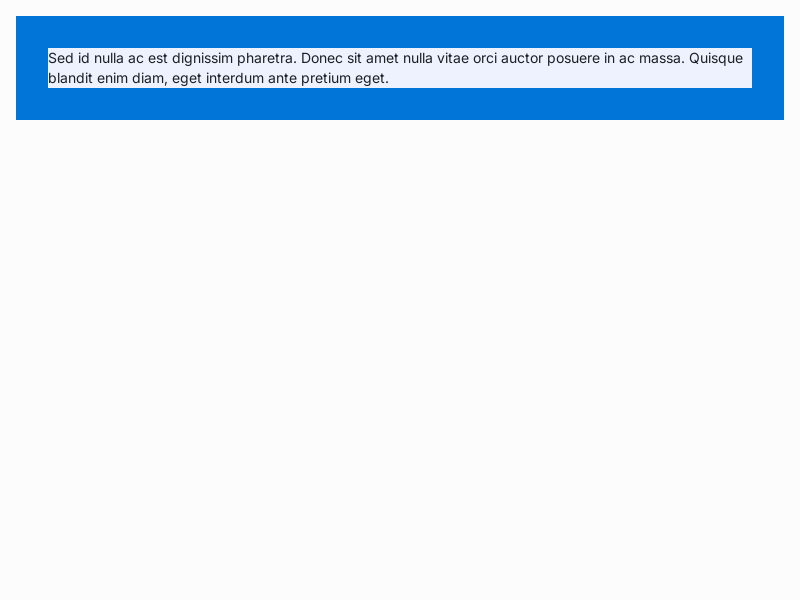 Sed id nulla ac est dignissim pharetra. Donec sit amet nulla vitae orci auctor posuere in ac massa. Quisque
blandit enim diam, eget interdum ante pretium eget.